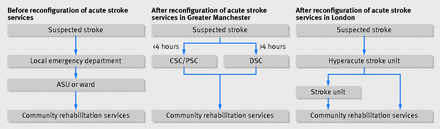 Before reconfiguration of acute stroke
services
Suspected stroke
Local emergency department
ASU or ward
Community rehabilitation services
After reconfiguration of acute stroke
services in Greater Manchester
Suspected stroke
<4 hours
>4 hours
CSC/PSC
DSC
Community rehabilitation services
After reconfiguration of acute stroke
services in London
Suspected stroke
Hyperacute stroke unit
Stroke unit
Community rehabilitation services